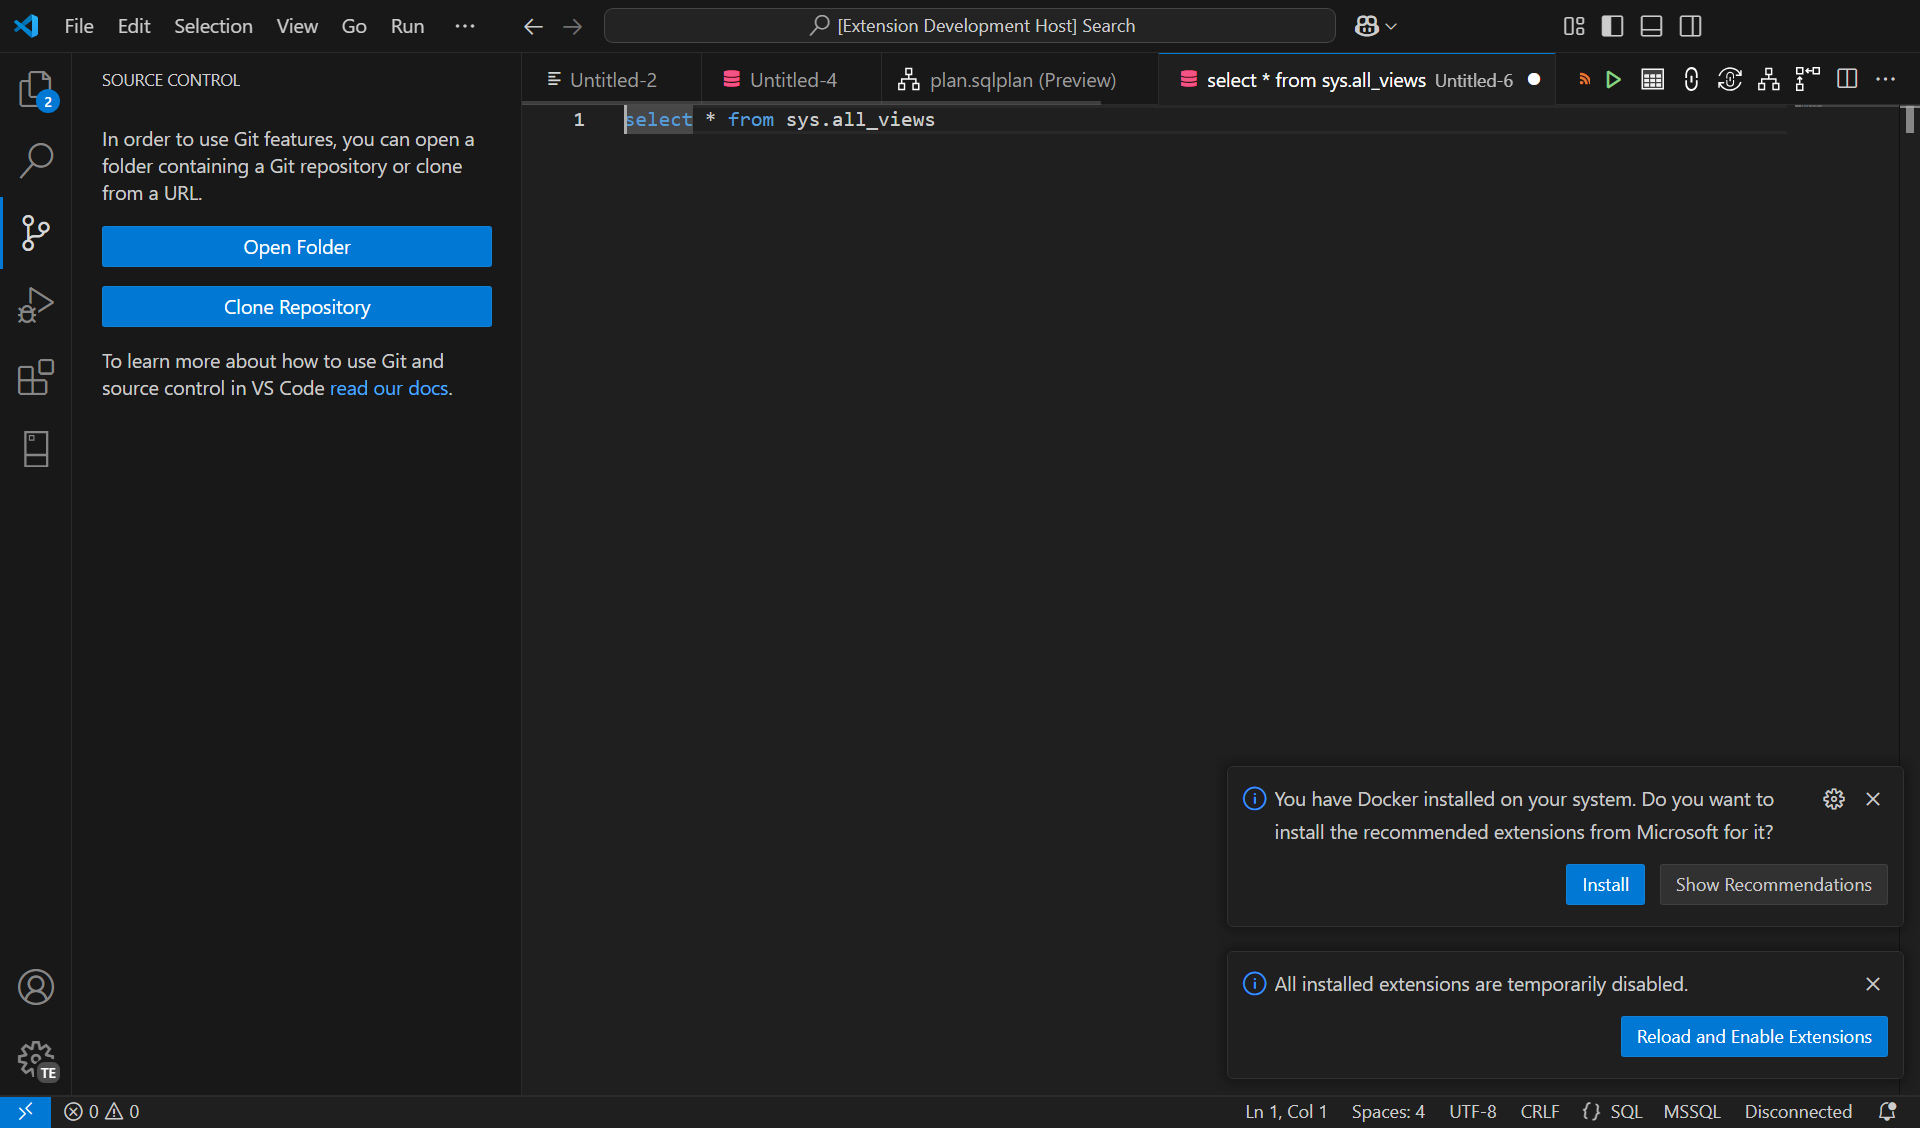 File Edit Selection View Go Run
[Extension Development Host] Search
SOURCE CONTROL
Untitled-2
Untitled-4
plan.sqlplan (Preview)
select * from sys.all_views Untitled-6
2
In order to use Git features, you can open a
folder containing a Git repository or clone
from a URL.
Open Folder
Clone Repository
To learn more about how to use Git and
source control in VS Code read our docs.
1 select * from sys.all_views
You have Docker installed on your system. Do you want to
install the recommended extensions from Microsoft for it?
Install
Show Recommendations
All installed extensions are temporarily disabled.
Reload and Enable Extensions
TE
0 0
Ln 1, Col 1 Spaces: 4 UTF-8 CRLF {} SQL MSSQL Disconnected